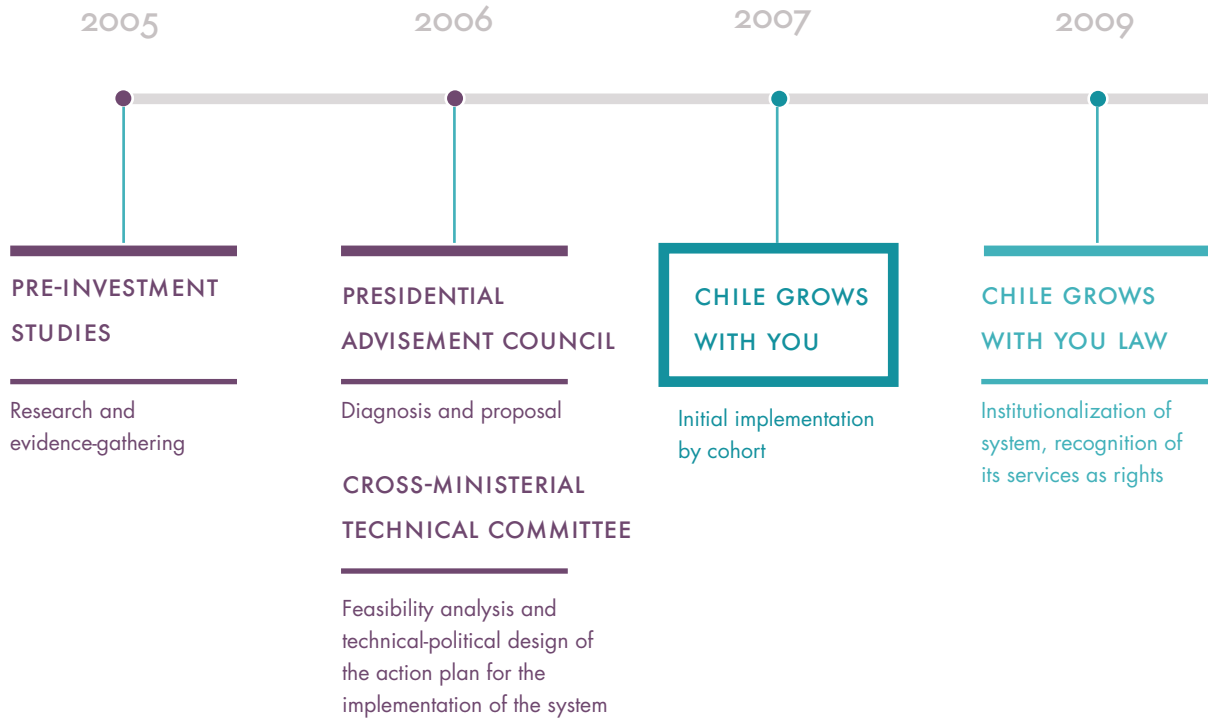 2005
2006
2007
2009
PRE-INVESTMENT
STUDIES
Research and
evidence-gathering
PRESIDENTIAL
ADVISEMENT COUNCIL
Diagnosis and proposal
CROSS-MINISTERIAL
TECHNICAL COMMITTEE
Feasibility analysis and
technical-political design of
the action plan for the
implementation of the system
CHILE GROWS
WITH YOU
Initial implementation
by cohort
CHILE GROWS
WITH YOU LAW
Institutionalization of
system, recognition of
its services as rights